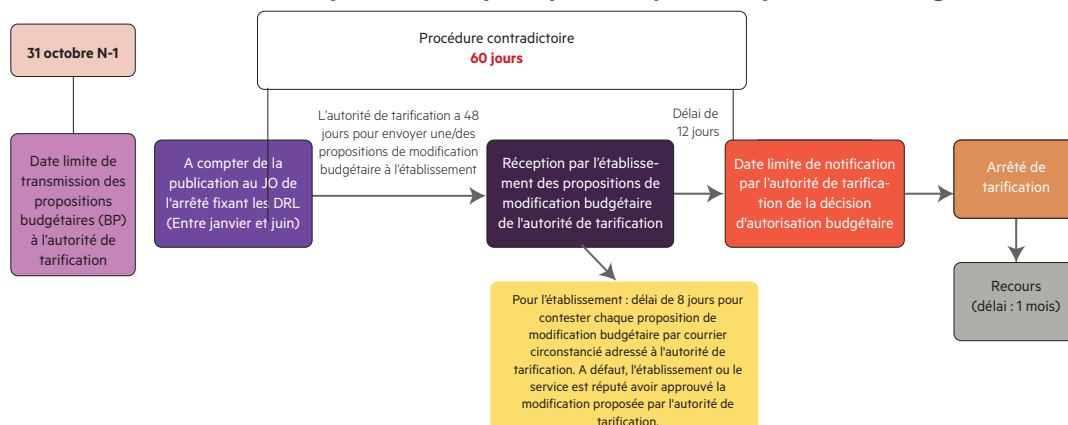 Procédure contradictoire
60 jours
31 octobre N-1
L'autorité de tarification a 48
jours pour envoyer une/des
propositions de modification
budgétaire à l'établissement
Délai de
12 jours
Date limite de
transmission des
propositions
budgétaires (BP)
à l'autorité de
tarification
A compter de la
publication au JO de
l'arrêté fixant les DRL
(Entre janvier et juin)
Réception par l'établisse-
ment des propositions de
modification budgétaire
de l'autorité de tarification
Date limite de notification
par l'autorité de tarifica-
tion de la décision
d'autorisation budgétaire
Arrêté de
tarification
Recours
(délai : 1 mois)
Pour l'établissement : délai de 8 jours pour
contester chaque proposition de
modification budgétaire par courrier
circonstancié adressé à l'autorité de
tarification. A défaut, l'établissement ou le
service est réputé avoir approuvé la
modification proposée par l'autorité de
tarification.